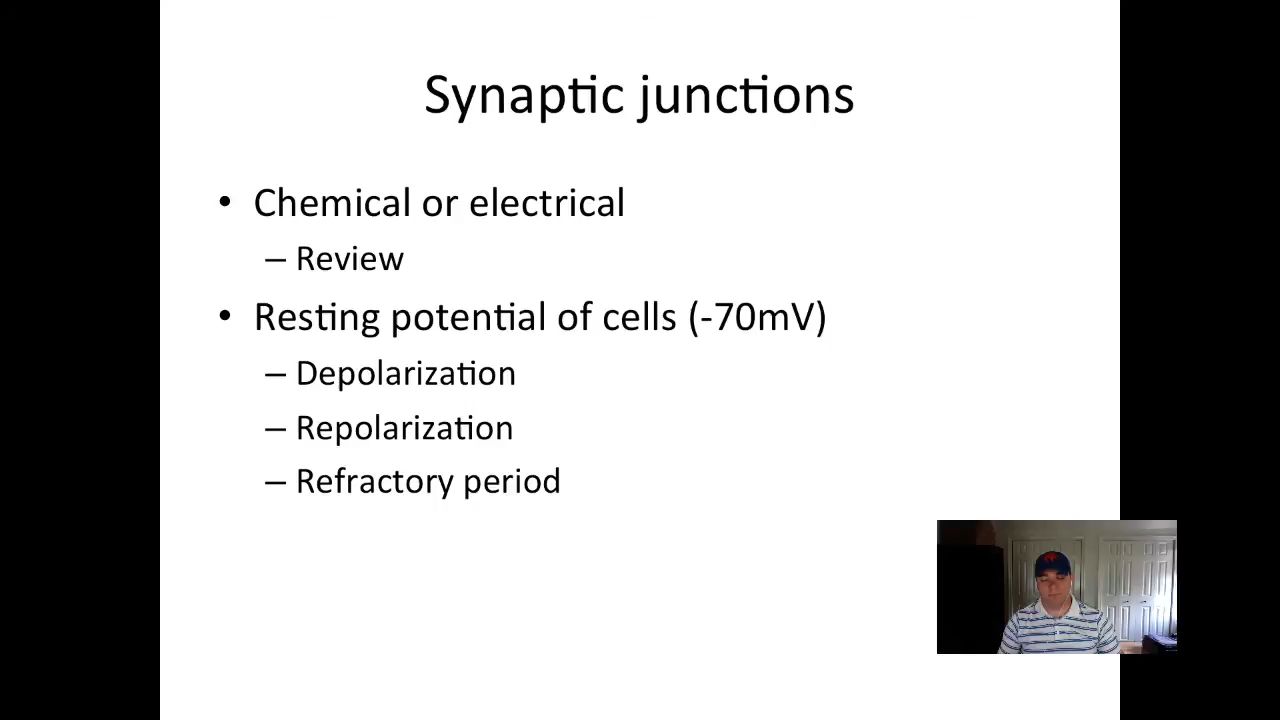 Synaptic junctions
• Chemical or electrical
– Review
• Resting potential of cells (-70mV)
– Depolarization
– Repolarization
– Refractory period